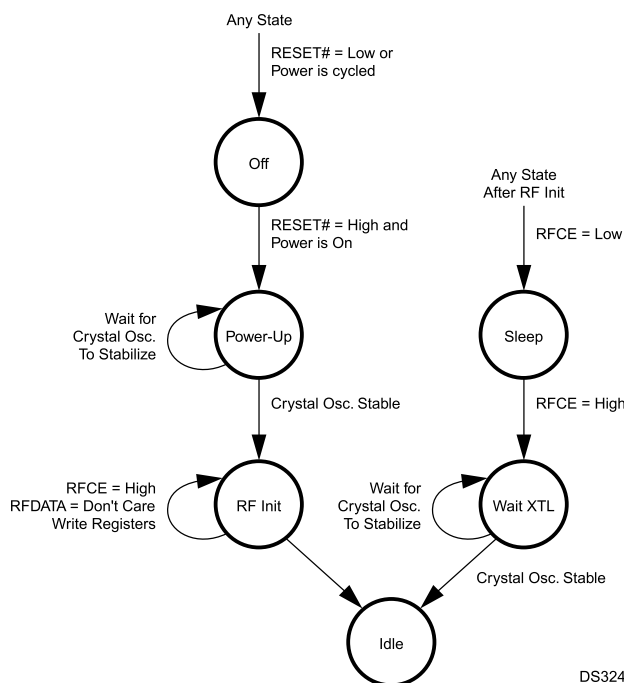 Any State
RESET# = Low or
Power is cycled
Off
RESET# = High and
Power is On
Wait for
Crystal Osc.
To Stabilize
Power-Up
Crystal Osc. Stable
RFCE = High
RFDATA = Don't Care
Write Registers
RF Init
Any State
After RF Init
RFCE = Low
Sleep
RFCE = High
Wait for
Crystal Osc.
To Stabilize
Wait XTL
Crystal Osc. Stable
Idle
DS324